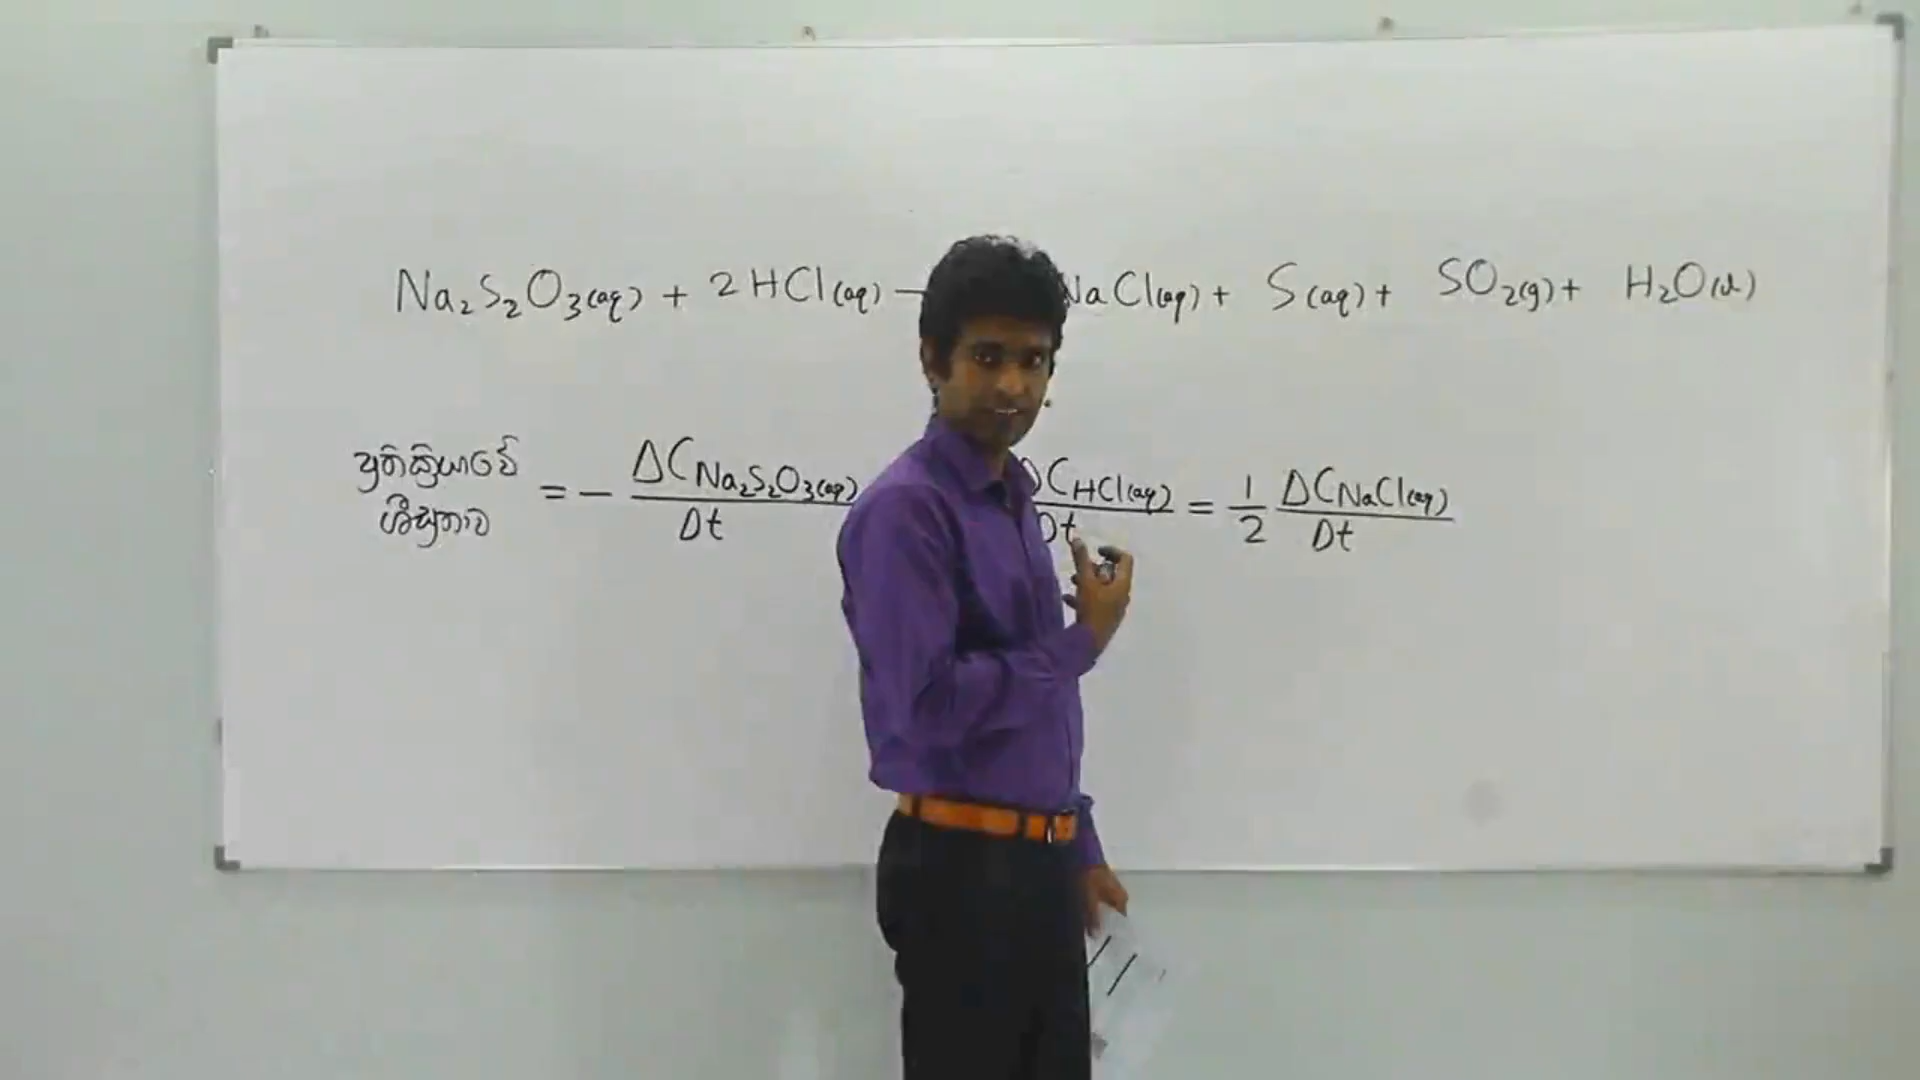 Na₂S₂O₃(aq) + 2HCl(aq) — NaCl(aq) + S(aq) + SO₂(g) + H₂O(l)
ප්‍රතික්‍රියාවේ
ශීඝ්‍රතාව
= − ΔC Na₂S₂O₃(aq) / Δt ΔC HCl(aq) / Δt = 1/2 ΔC NaCl(aq) / Δt